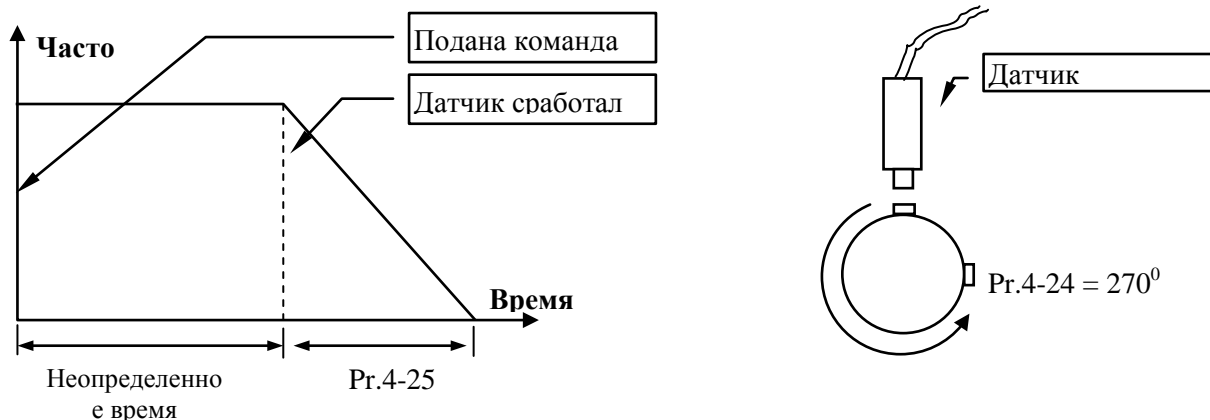 Часто
Подана команда
Датчик сработал
Время
Неопределенно
е время
Pr.4-25
Датчик
Pr.4-24 = 270⁰